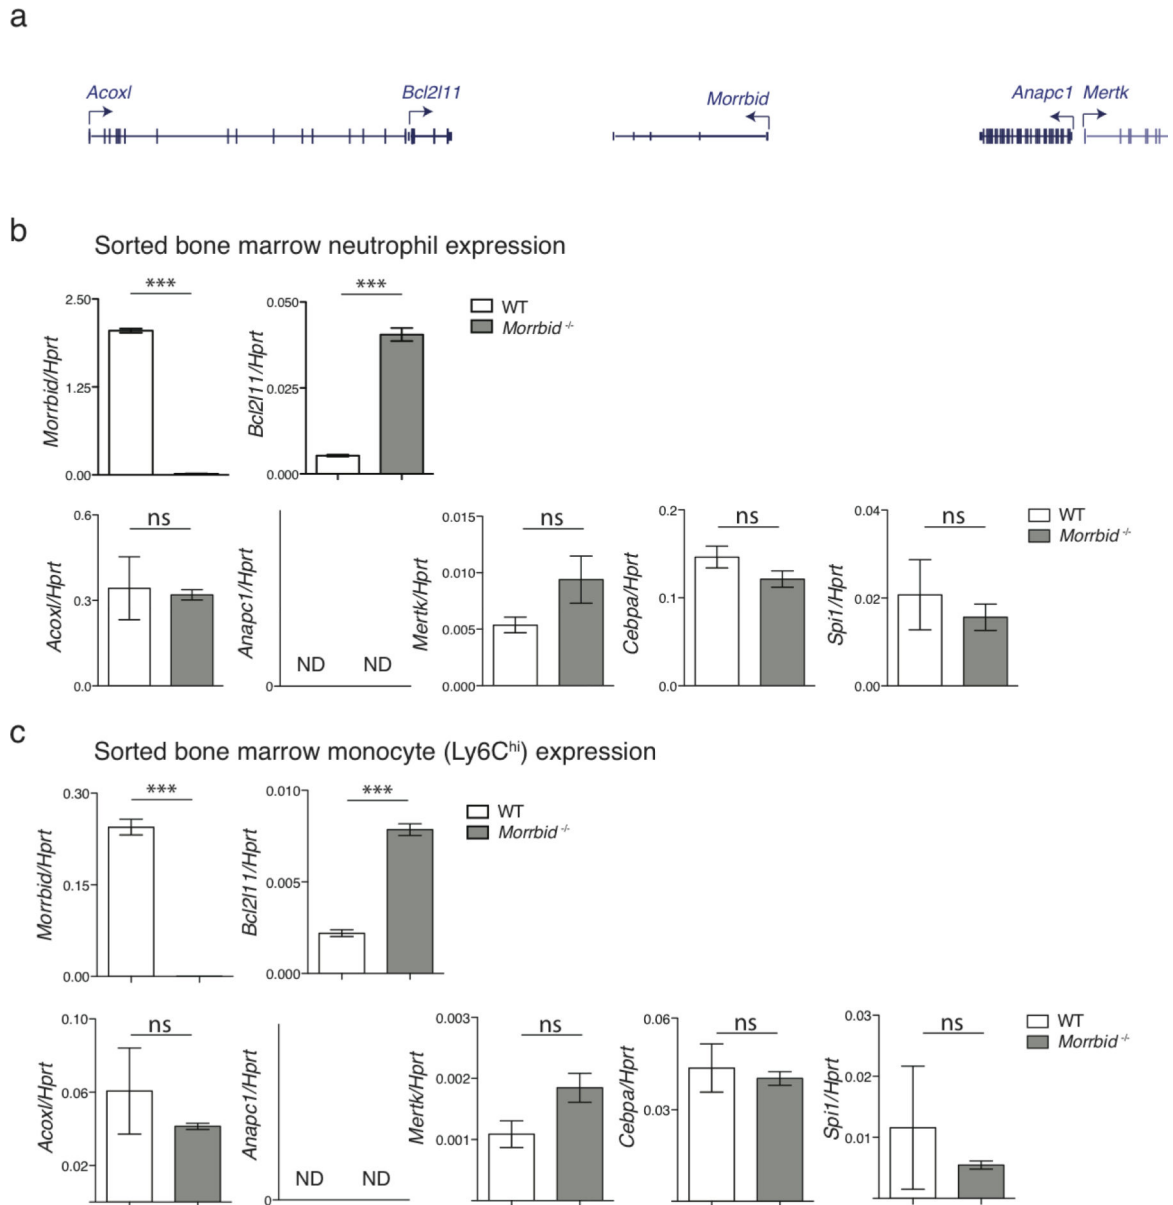 a
Acoxl Bcl2l11 Morrbid Anapc1 Mertk
b
Sorted bone marrow neutrophil expression
Morrbid/Hprt
2.50
1.25
0.00
***
Bcl2l11/Hprt
0.050
0.025
0.000
***
WT
Morrbid -/-
Acoxl/Hprt
0.6
0.3
0.0
ns
Anapc1/Hprt
0
ND ND
Mertk/Hprt
0.015
0.010
0.005
0.000
ns
Cebpa/Hprt
0.2
0.1
0.0
ns
Spi1/Hprt
0.04
0.02
0.00
ns
WT
Morrbid -/-
c
Sorted bone marrow monocyte (Ly6Chi) expression
Morrbid/Hprt
0.30
0.15
0.00
***
Bcl2l11/Hprt
0.010
0.005
0.000
***
WT
Morrbid -/-
Acoxl/Hprt
0.10
0.06
0.02
ns
Anapc1/Hprt
0
ND ND
Mertk/Hprt
0.003
0.002
0.001
ns
Cebpa/Hprt
0.06
0.03
ns
Spi1/Hprt
0.03
0.02
0.01
ns
WT
Morrbid -/-